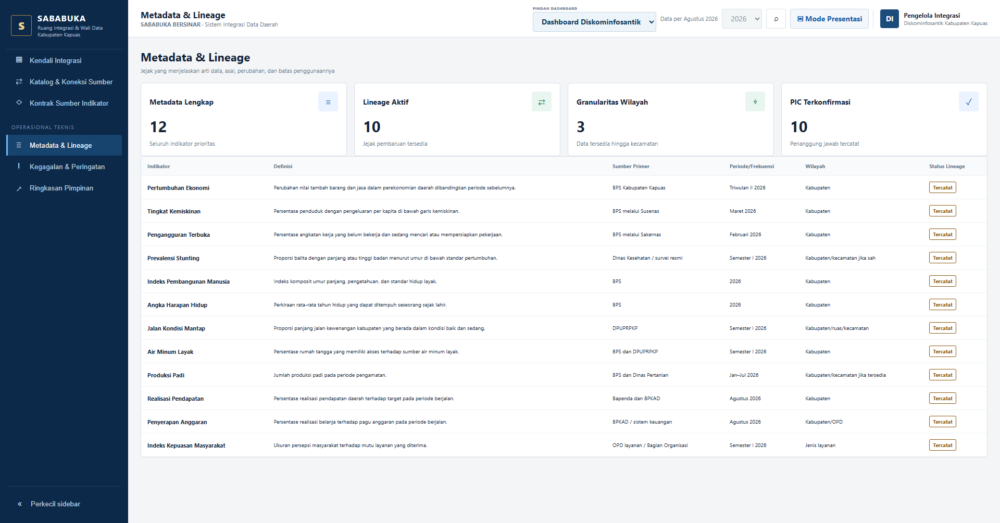 S
SABABUKA
Ruang Integrasi & Wali Data
Kabupaten Kapuas
Kendali Integrasi
Katalog & Koneksi Sumber
Kontrak Sumber Indikator
OPERASIONAL TEKNIS
Metadata & Lineage
Kegagalan & Peringatan
Ringkasan Pimpinan
« Perkecil sidebar
Metadata & Lineage
SABABUKA BERSINAR · Sistem Integrasi Data Daerah
PINDAH DASHBOARD
Dashboard Diskominfosantik
Data per Agustus 2026
2026
Mode Presentasi
DI
Pengelola Integrasi
Diskominfosantik Kabupaten Kapuas
Metadata & Lineage
Jejak yang menjelaskan arti data, asal, perubahan, dan batas penggunaannya
Metadata Lengkap
12
Seluruh indikator prioritas
Lineage Aktif
10
Jejak pembaruan tersedia
Granularitas Wilayah
3
Data tersedia hingga kecamatan
PIC Terkonfirmasi
10
Penanggung jawab tercatat
Indikator Definisi Sumber Primer Periode/Frekuensi Wilayah Status Lineage
Pertumbuhan Ekonomi Perubahan nilai tambah barang dan jasa dalam perekonomian daerah dibandingkan periode sebelumnya. BPS Kabupaten Kapuas Triwulan II 2026 Kabupaten Tercatat
Tingkat Kemiskinan Persentase penduduk dengan pengeluaran per kapita di bawah garis kemiskinan. BPS melalui Susenas Maret 2026 Kabupaten Tercatat
Pengangguran Terbuka Persentase angkatan kerja yang belum bekerja dan sedang mencari atau mempersiapkan pekerjaan. BPS melalui Sakernas Februari 2026 Kabupaten Tercatat
Prevalensi Stunting Proporsi balita dengan panjang atau tinggi badan menurut umur di bawah standar pertumbuhan. Dinas Kesehatan / survei resmi Semester I 2026 Kabupaten/kecamatan jika sah Tercatat
Indeks Pembangunan Manusia Indeks komposit umur panjang, pengetahuan, dan standar hidup layak. BPS 2026 Kabupaten Tercatat
Angka Harapan Hidup Perkiraan rata-rata tahun hidup yang dapat ditempuh seseorang sejak lahir. BPS 2026 Kabupaten Tercatat
Jalan Kondisi Mantap Proporsi panjang jalan kewenangan kabupaten yang berada dalam kondisi baik dan sedang. DPUPRPKP Semester I 2026 Kabupaten/ruas/kecamatan Tercatat
Air Minum Layak Persentase rumah tangga yang memiliki akses terhadap sumber air minum layak. BPS dan DPUPRPKP Semester I 2026 Kabupaten Tercatat
Produksi Padi Jumlah produksi padi pada periode pengamatan. BPS dan Dinas Pertanian Jan–Jul 2026 Kabupaten/kecamatan jika tersedia Tercatat
Realisasi Pendapatan Persentase realisasi pendapatan daerah terhadap target pada periode berjalan. Bapenda dan BPKAD Agustus 2026 Kabupaten Tercatat
Penyerapan Anggaran Persentase realisasi belanja terhadap pagu anggaran pada periode berjalan. BPKAD / sistem keuangan Agustus 2026 Kabupaten/OPD Tercatat
Indeks Kepuasan Masyarakat Ukuran persepsi masyarakat terhadap mutu layanan yang diterima. OPD layanan / Bagian Organisasi Semester I 2026 Jenis layanan Tercatat